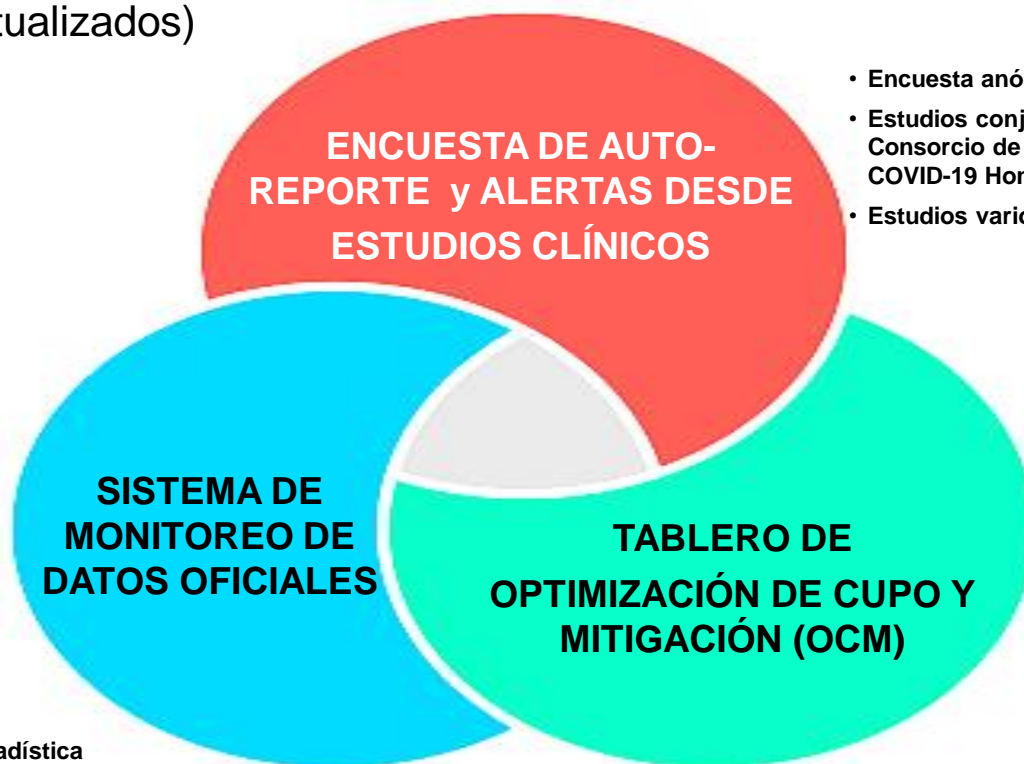 tualizados)
• Encuesta anó
• Estudios conj
Consorcio de
COVID-19 Hon
• Estudios vario
ENCUESTA DE AUTO-
REPORTE y ALERTAS DESDE
ESTUDIOS CLÍNICOS
SISTEMA DE
MONITOREO DE
DATOS OFICIALES
TABLERO DE
OPTIMIZACIÓN DE CUPO Y
MITIGACIÓN (OCM)
adística